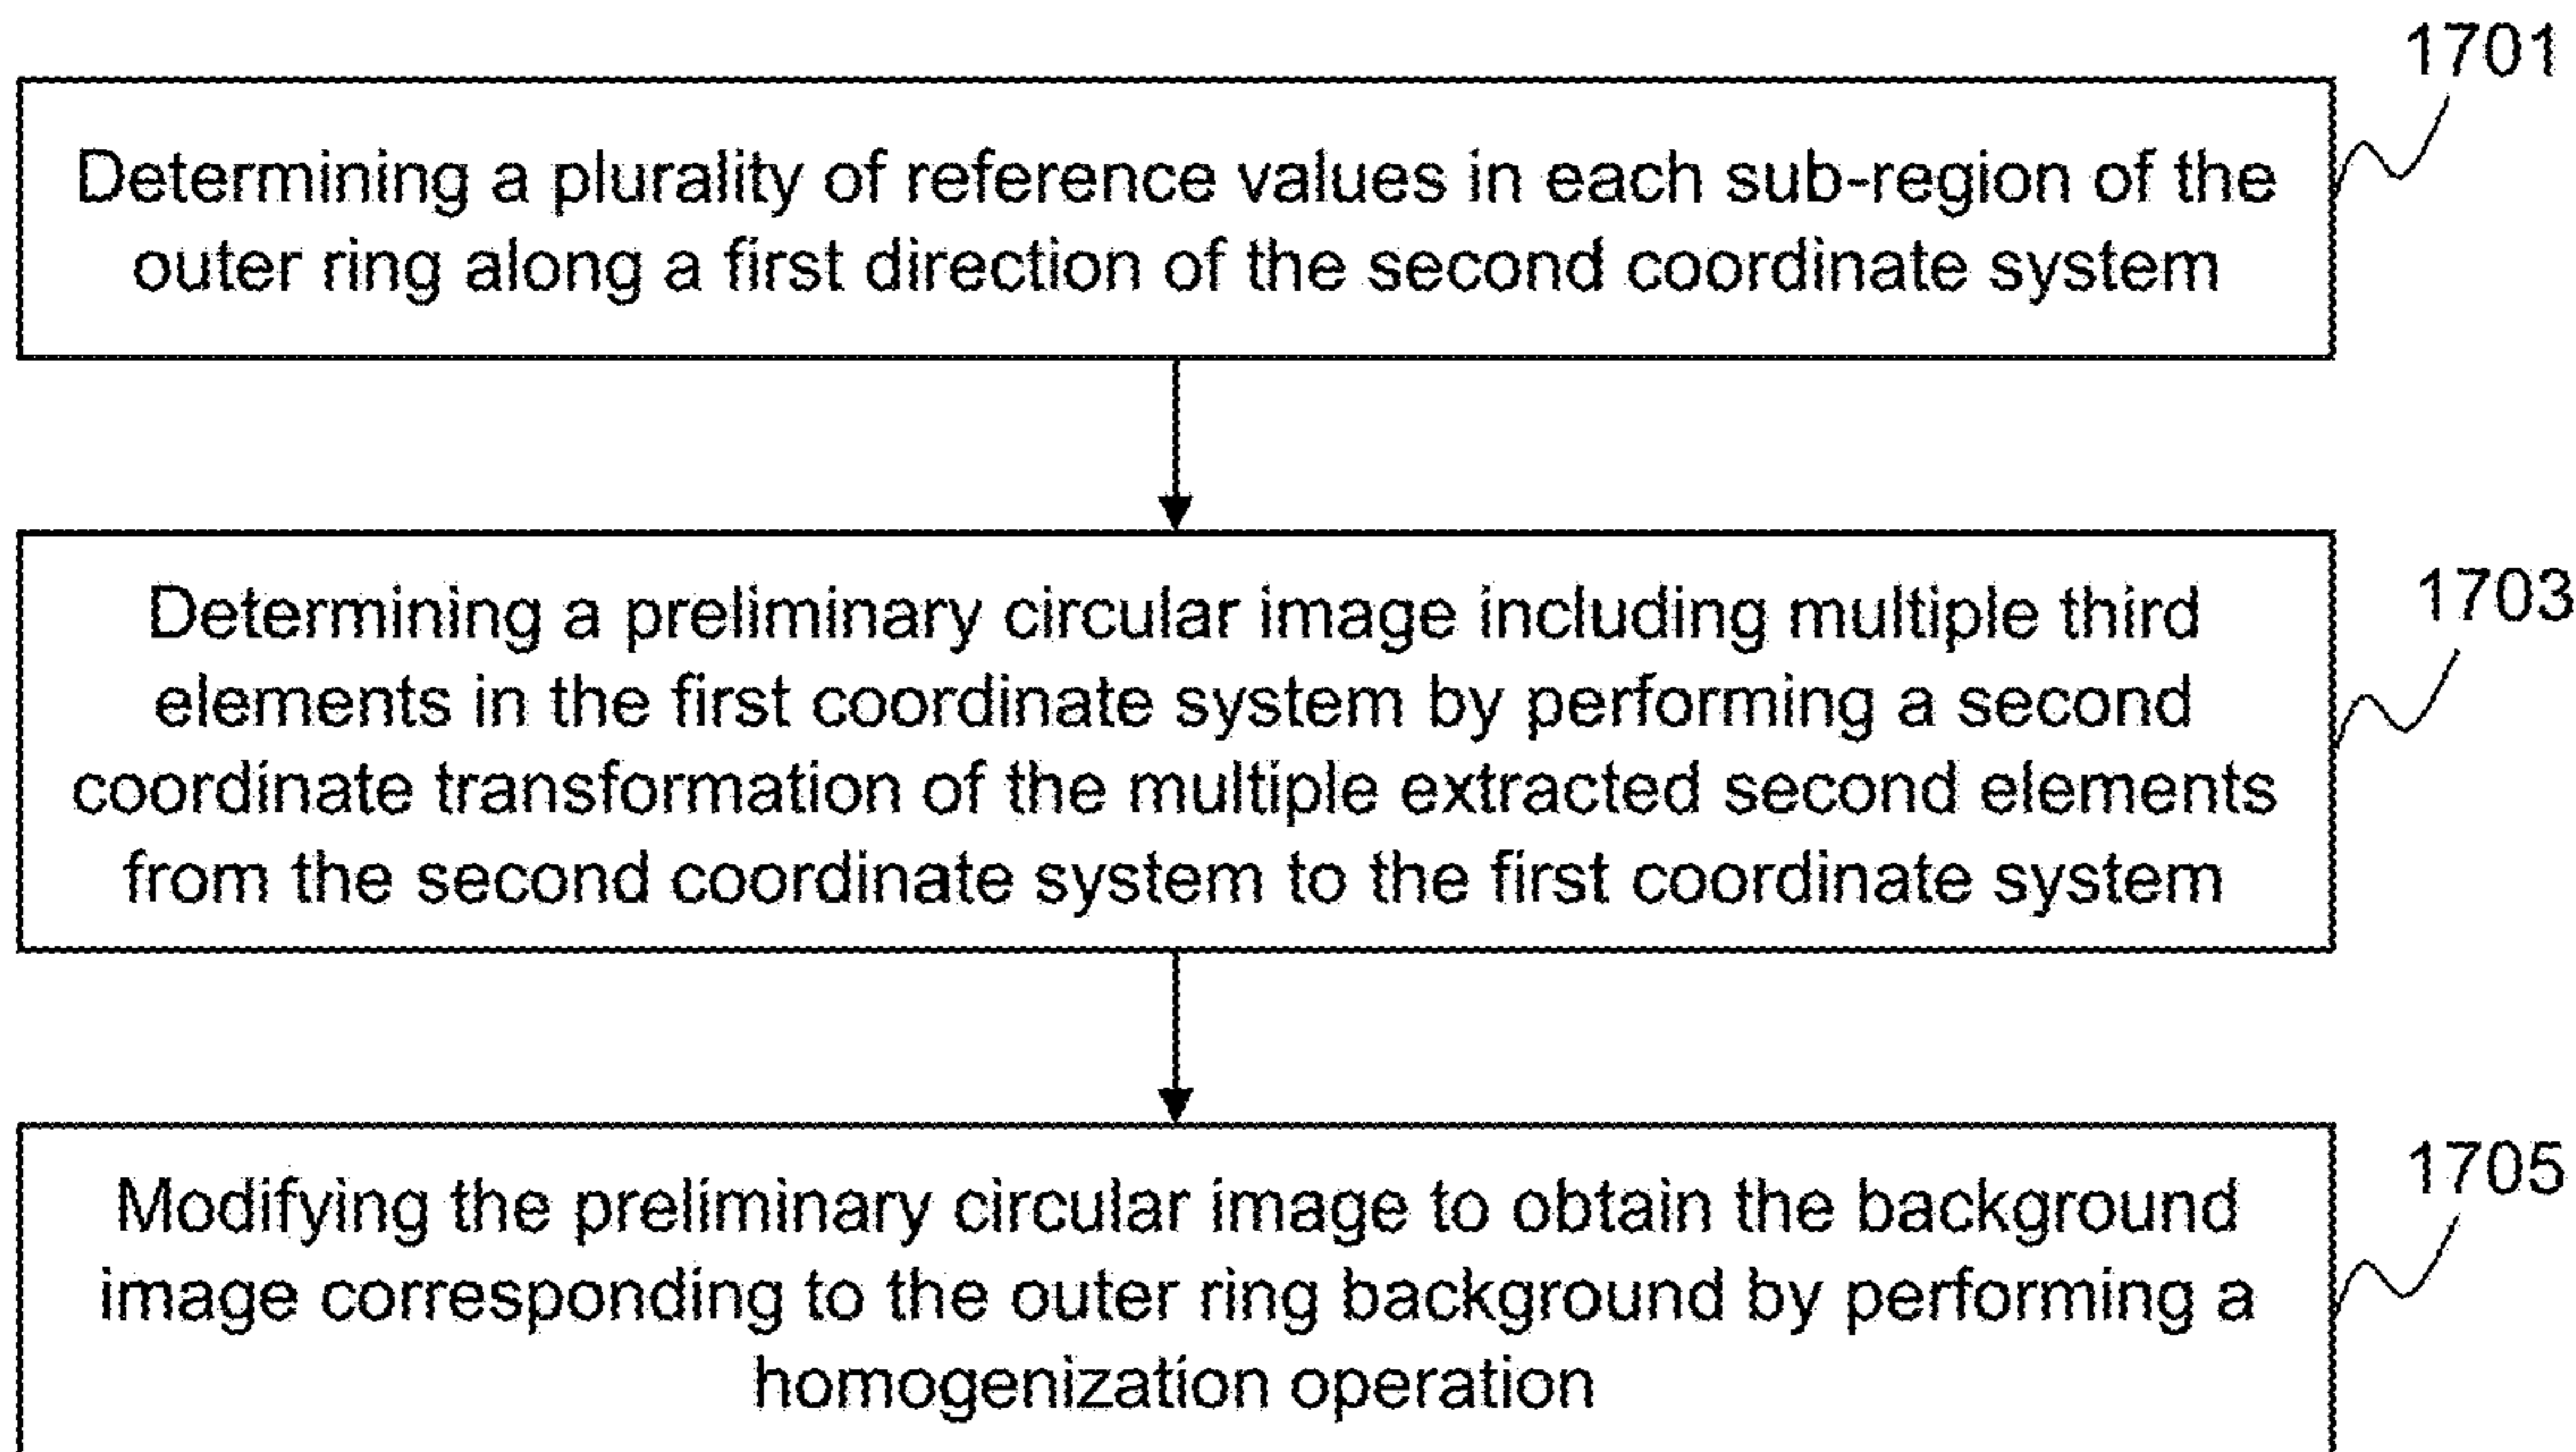 1701
Determining a plurality of reference values in each sub-region of the
outer ring along a first direction of the second coordinate system
1703
Determining a preliminary circular image including multiple third
elements in the first coordinate system by performing a second
coordinate transformation of the multiple extracted second elements
from the second coordinate system to the first coordinate system
1705
Modifying the preliminary circular image to obtain the background
image corresponding to the outer ring background by performing a
homogenization operation